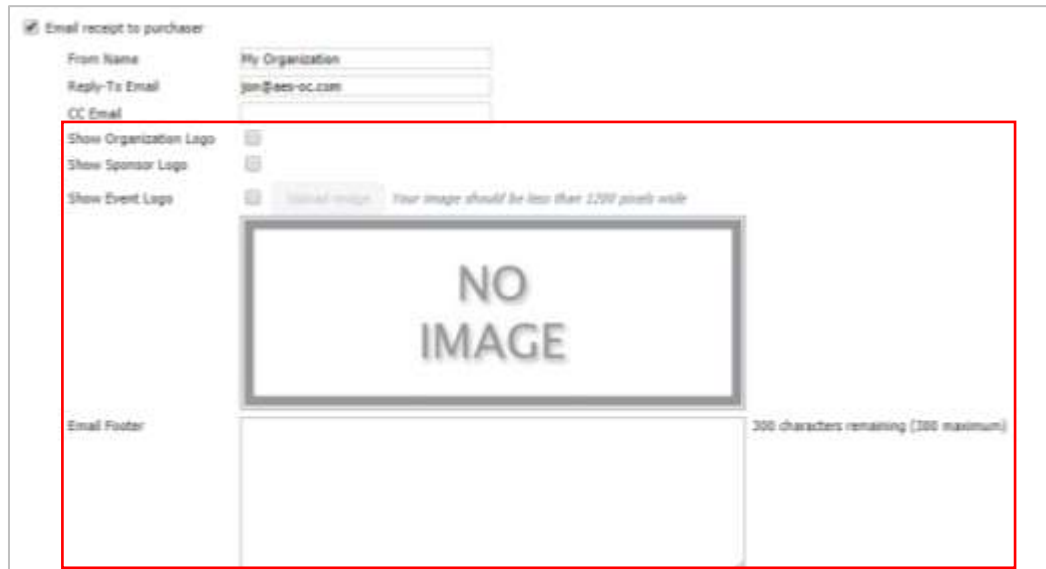 Email receipt to purchaser
From Name My Organization
Reply-To Email jon@aes-oc.com
CC Email
Show Organization Logo
Show Sponsor Logo
Show Event Logo Upload Image Your image should be less than 1200 pixels wide
NO
IMAGE
Email Footer 300 characters remaining (300 maximum)